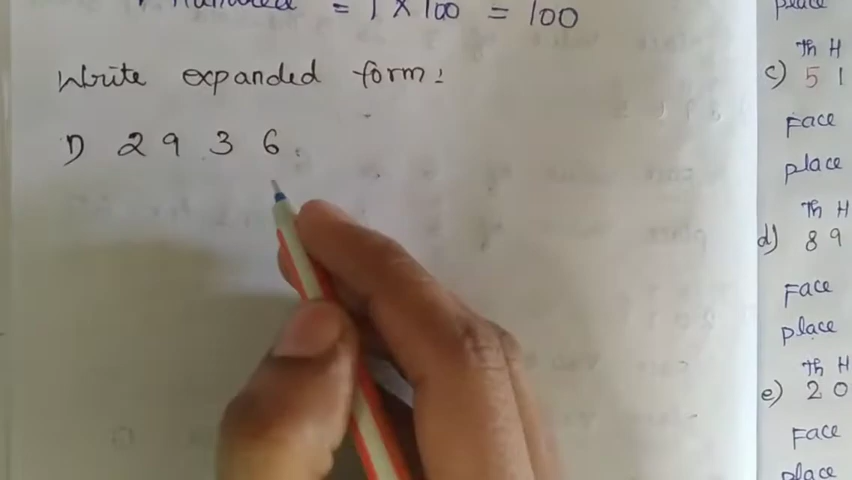 Hundred = 1 × 100 = 100
Write expanded form:
1) 2 9 3 6
place
Th H
c) 5 1
Face
place
Th H
d) 8 9
Face
place
Th H
e) 2 0
Face
place